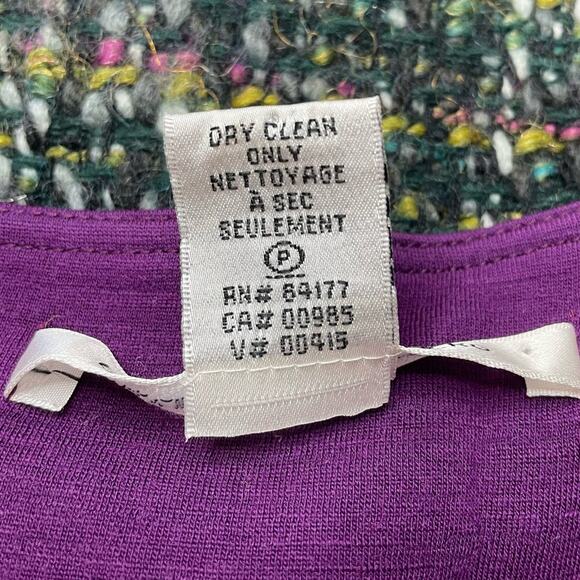 DRY CLEAN
ONLY
NETTOYAGE
À SEC
SEULEMENT
P
RN# 84177
CA# 00985
V# 00415